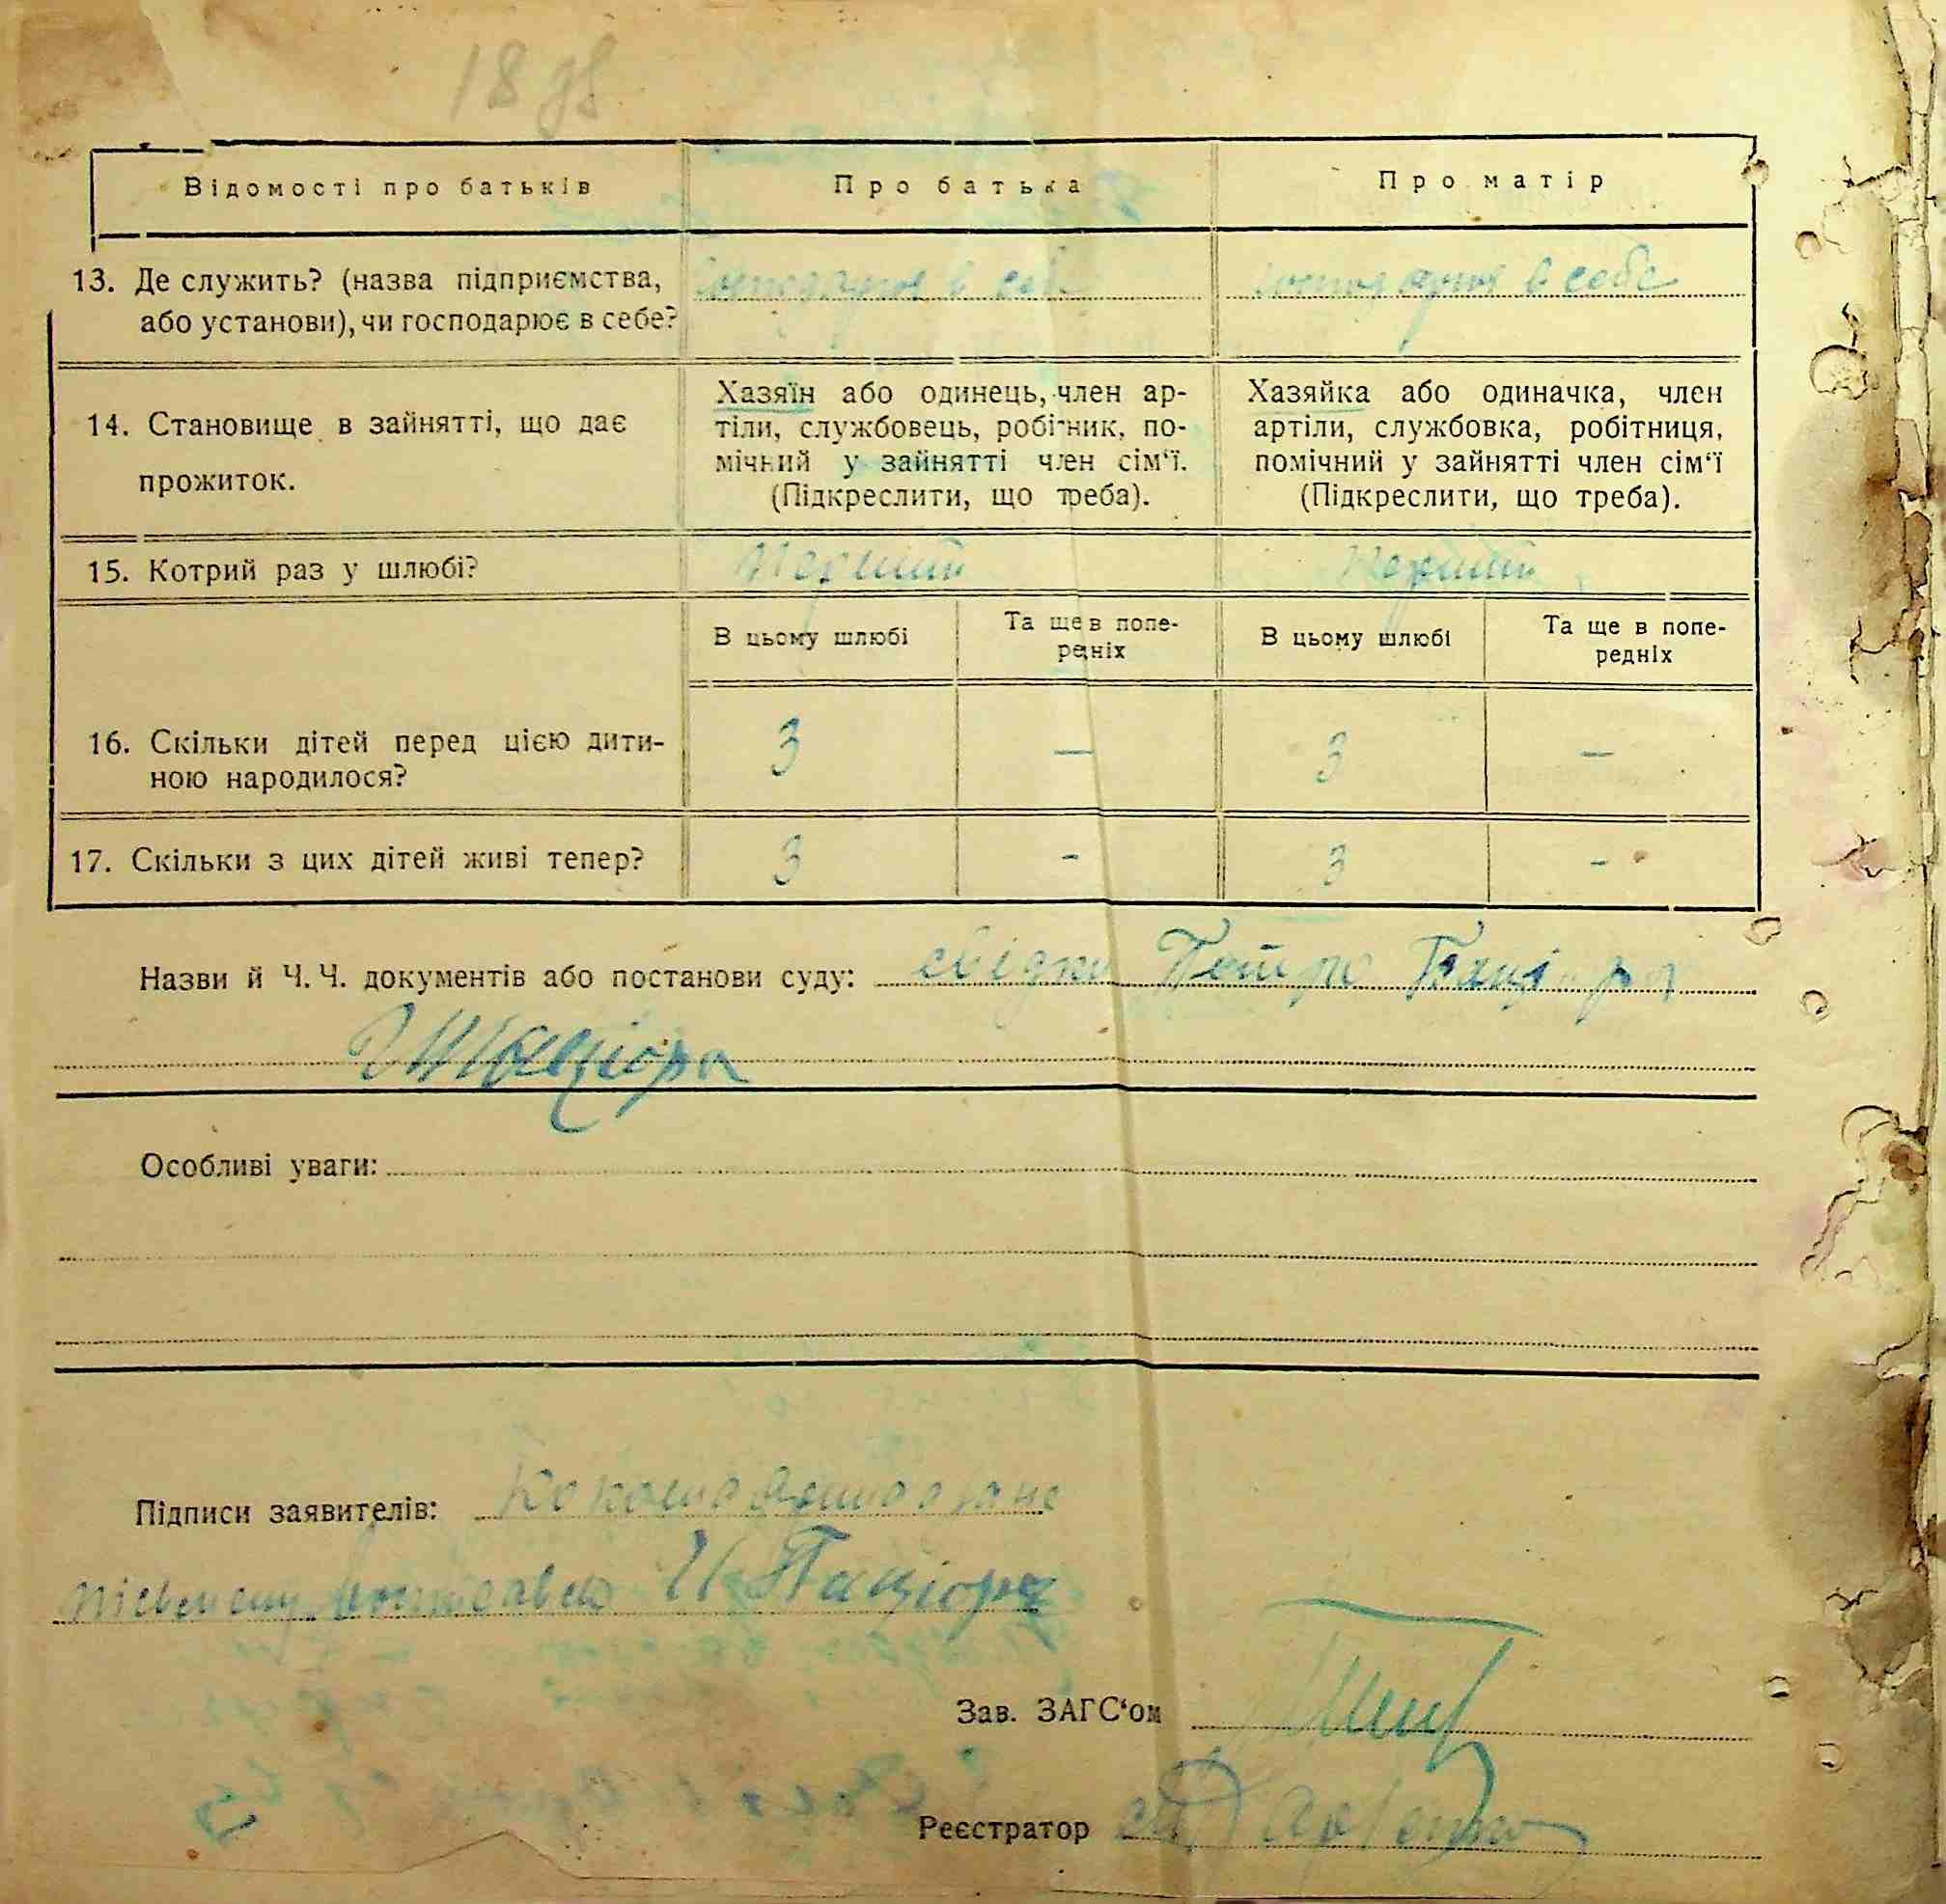 18 зв
Відомості про батьків Про батька Про матір
13. Де служить? (назва підприємства, господарює в себе господарює в себе
або установи), чи господарює в себе?
14. Становище в зайнятті, що дає
прожиток.
Хазяїн або одинець, член ар-
тіли, службовець, робітник, по-
мічний у зайнятті член сім‘ї.
(Підкреслити, що треба).
Хазяйка або одиначка, член
артіли, службовка, робітниця,
помічний у зайнятті член сім‘ї
(Підкреслити, що треба).
15. Котрий раз у шлюбі? Перший Перший
В цьому шлюбі
Та ще в попе-
редніх
В цьому шлюбі
Та ще в попе-
редніх
16. Скільки дітей перед цією дити-
ною народилося?
3 — 3 —
17. Скільки з цих дітей живі тепер? 3 - 3 -
Назви й Ч. Ч. документів або постанови суду: свідки Петро
Особливі уваги:
Підписи заявителів:
И Паціора
Зав. ЗАГС‘ом
Реєстратор